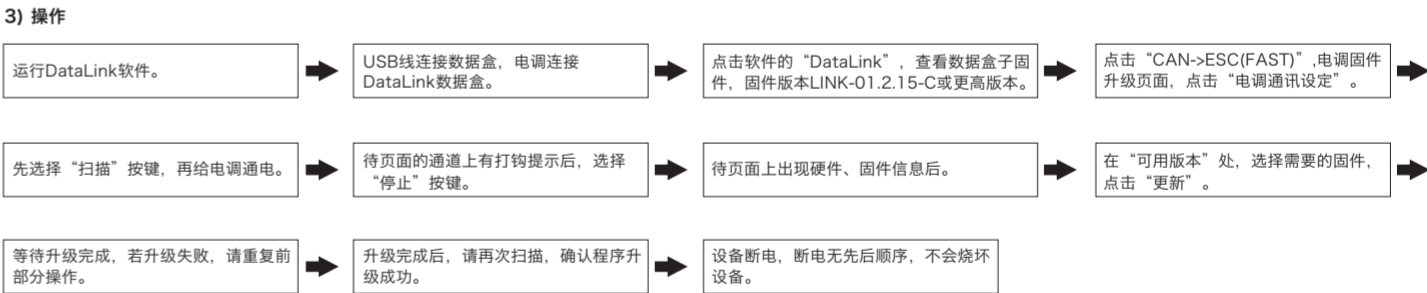 3) 操作
运行DataLink软件。
USB线连接数据盒，电调连接
DataLink数据盒。
点击软件的“DataLink”，查看数据盒子固
件，固件版本LINK-01.2.15-C或更高版本。
点击“CAN->ESC(FAST)”,电调固件
升级页面，点击“电调通讯设定”。
先选择“扫描”按键，再给电调通电。
待页面的通道上有打钩提示后，选择
“停止”按键。
待页面上出现硬件、固件信息后。
在“可用版本”处，选择需要的固件，
点击“更新”。
等待升级完成，若升级失败，请重复前
部分操作。
升级完成后，请再次扫描，确认程序升
级成功。
设备断电，断电无先后顺序，不会烧坏
设备。